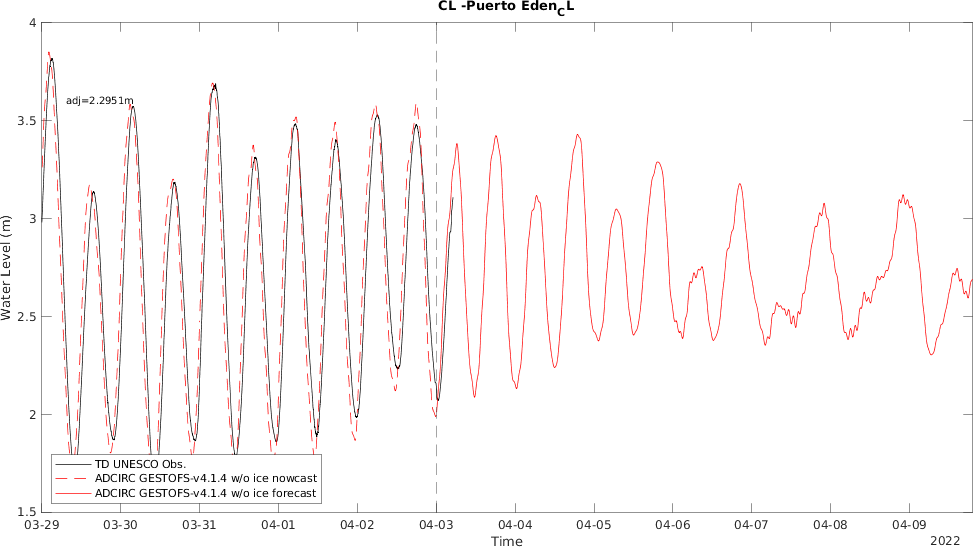 CL -Puerto Eden_CL
4
adj=2.2951m
3.5
3
Water Level (m)
2.5
2
TD UNESCO Obs.
ADCIRC GESTOFS-v4.1.4 w/o ice nowcast
ADCIRC GESTOFS-v4.1.4 w/o ice forecast
1.5
03-29 03-30 03-31 04-01 04-02 04-03 04-04 04-05 04-06 04-07 04-08 04-09
Time
2022